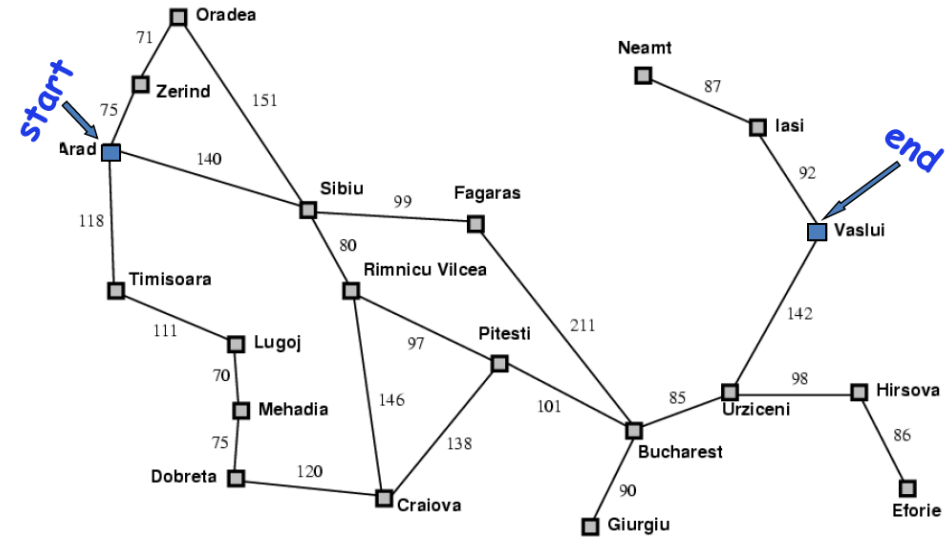 Oradea
71
Neamt
Zerind
87
start
75
151
Iasi
Arad
140
end
92
Sibiu
Fagaras
99
118
Vaslui
80
Timisoara
Rimnicu Vilcea
142
111
Lugoj
97
Pitesti
211
70
146
98
Hirsova
Mehadia
101
85
Urziceni
75
138
86
Dobreta
120
Bucharest
Craiova
90
Eforie
Giurgiu